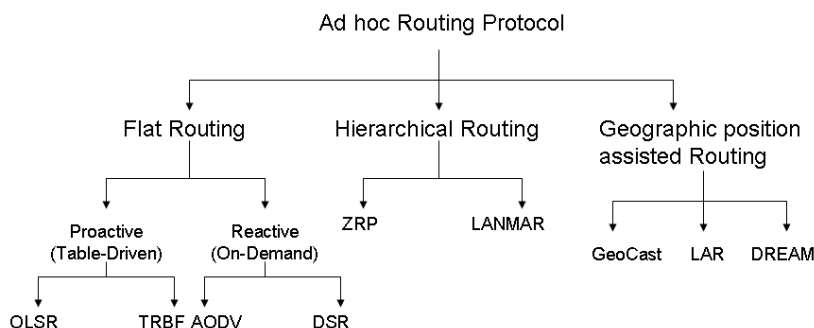 Ad hoc Routing Protocol
Flat Routing
Hierarchical Routing
Geographic position
assisted Routing
Proactive
(Table-Driven)
Reactive
(On-Demand)
ZRP
LANMAR
GeoCast
LAR
DREAM
OLSR
TRBF
AODV
DSR